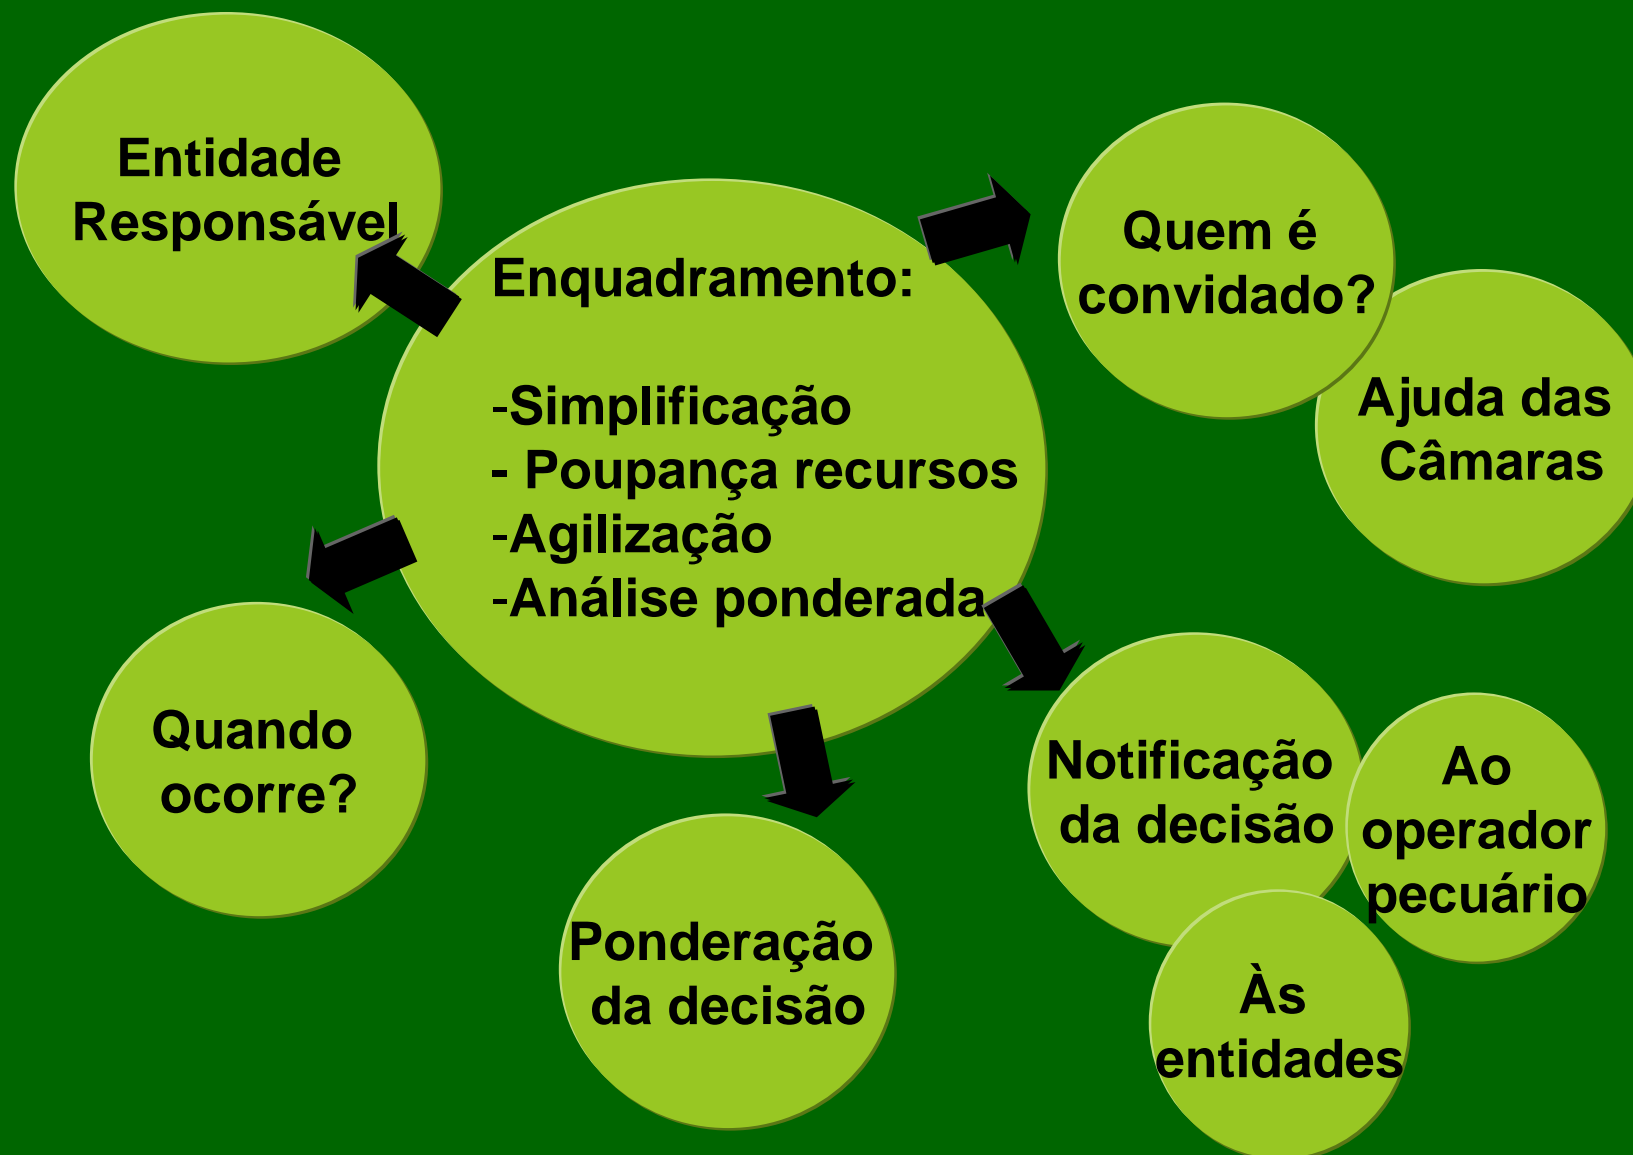 Entidade
Responsável
Enquadramento:
-Simplificação
- Poupança recursos
-Agilização
-Análise ponderada
Quem é
convidado?
Ajuda das
Câmaras
Quando
ocorre?
Ponderação
da decisão
Notificação
da decisão
Ao
operador
pecuário
Às
entidades